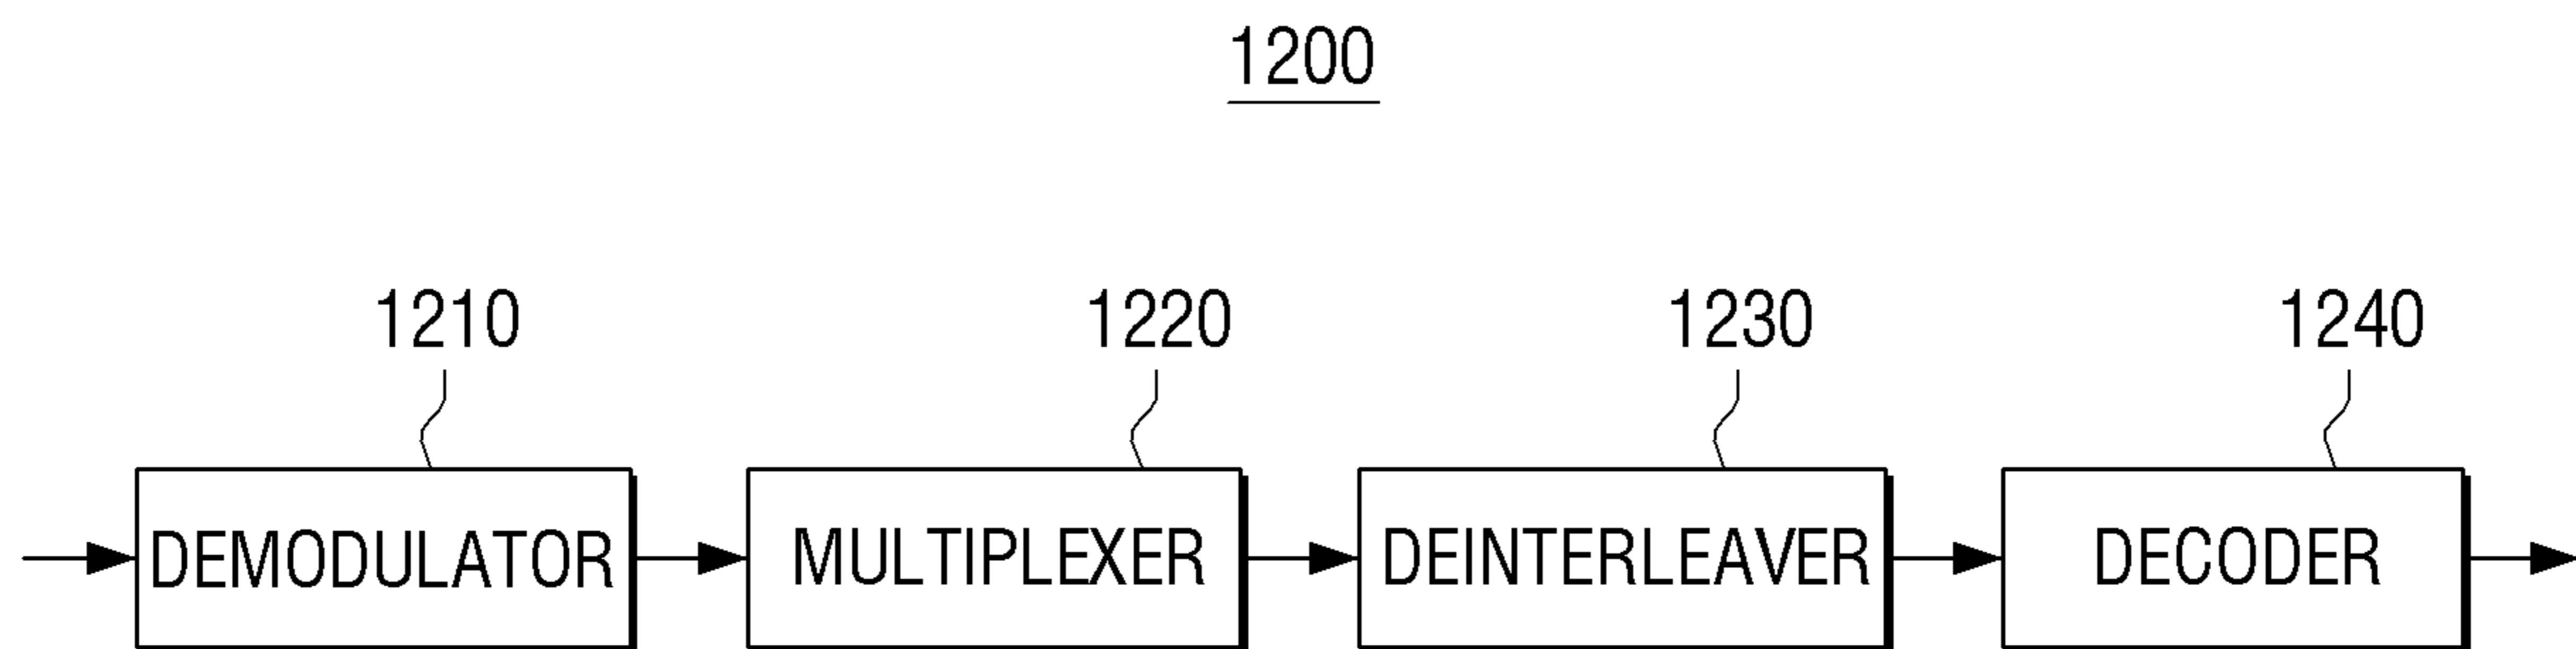 1200
1210 1220 1230 1240
DEMODULATOR MULTIPLEXER DEINTERLEAVER DECODER